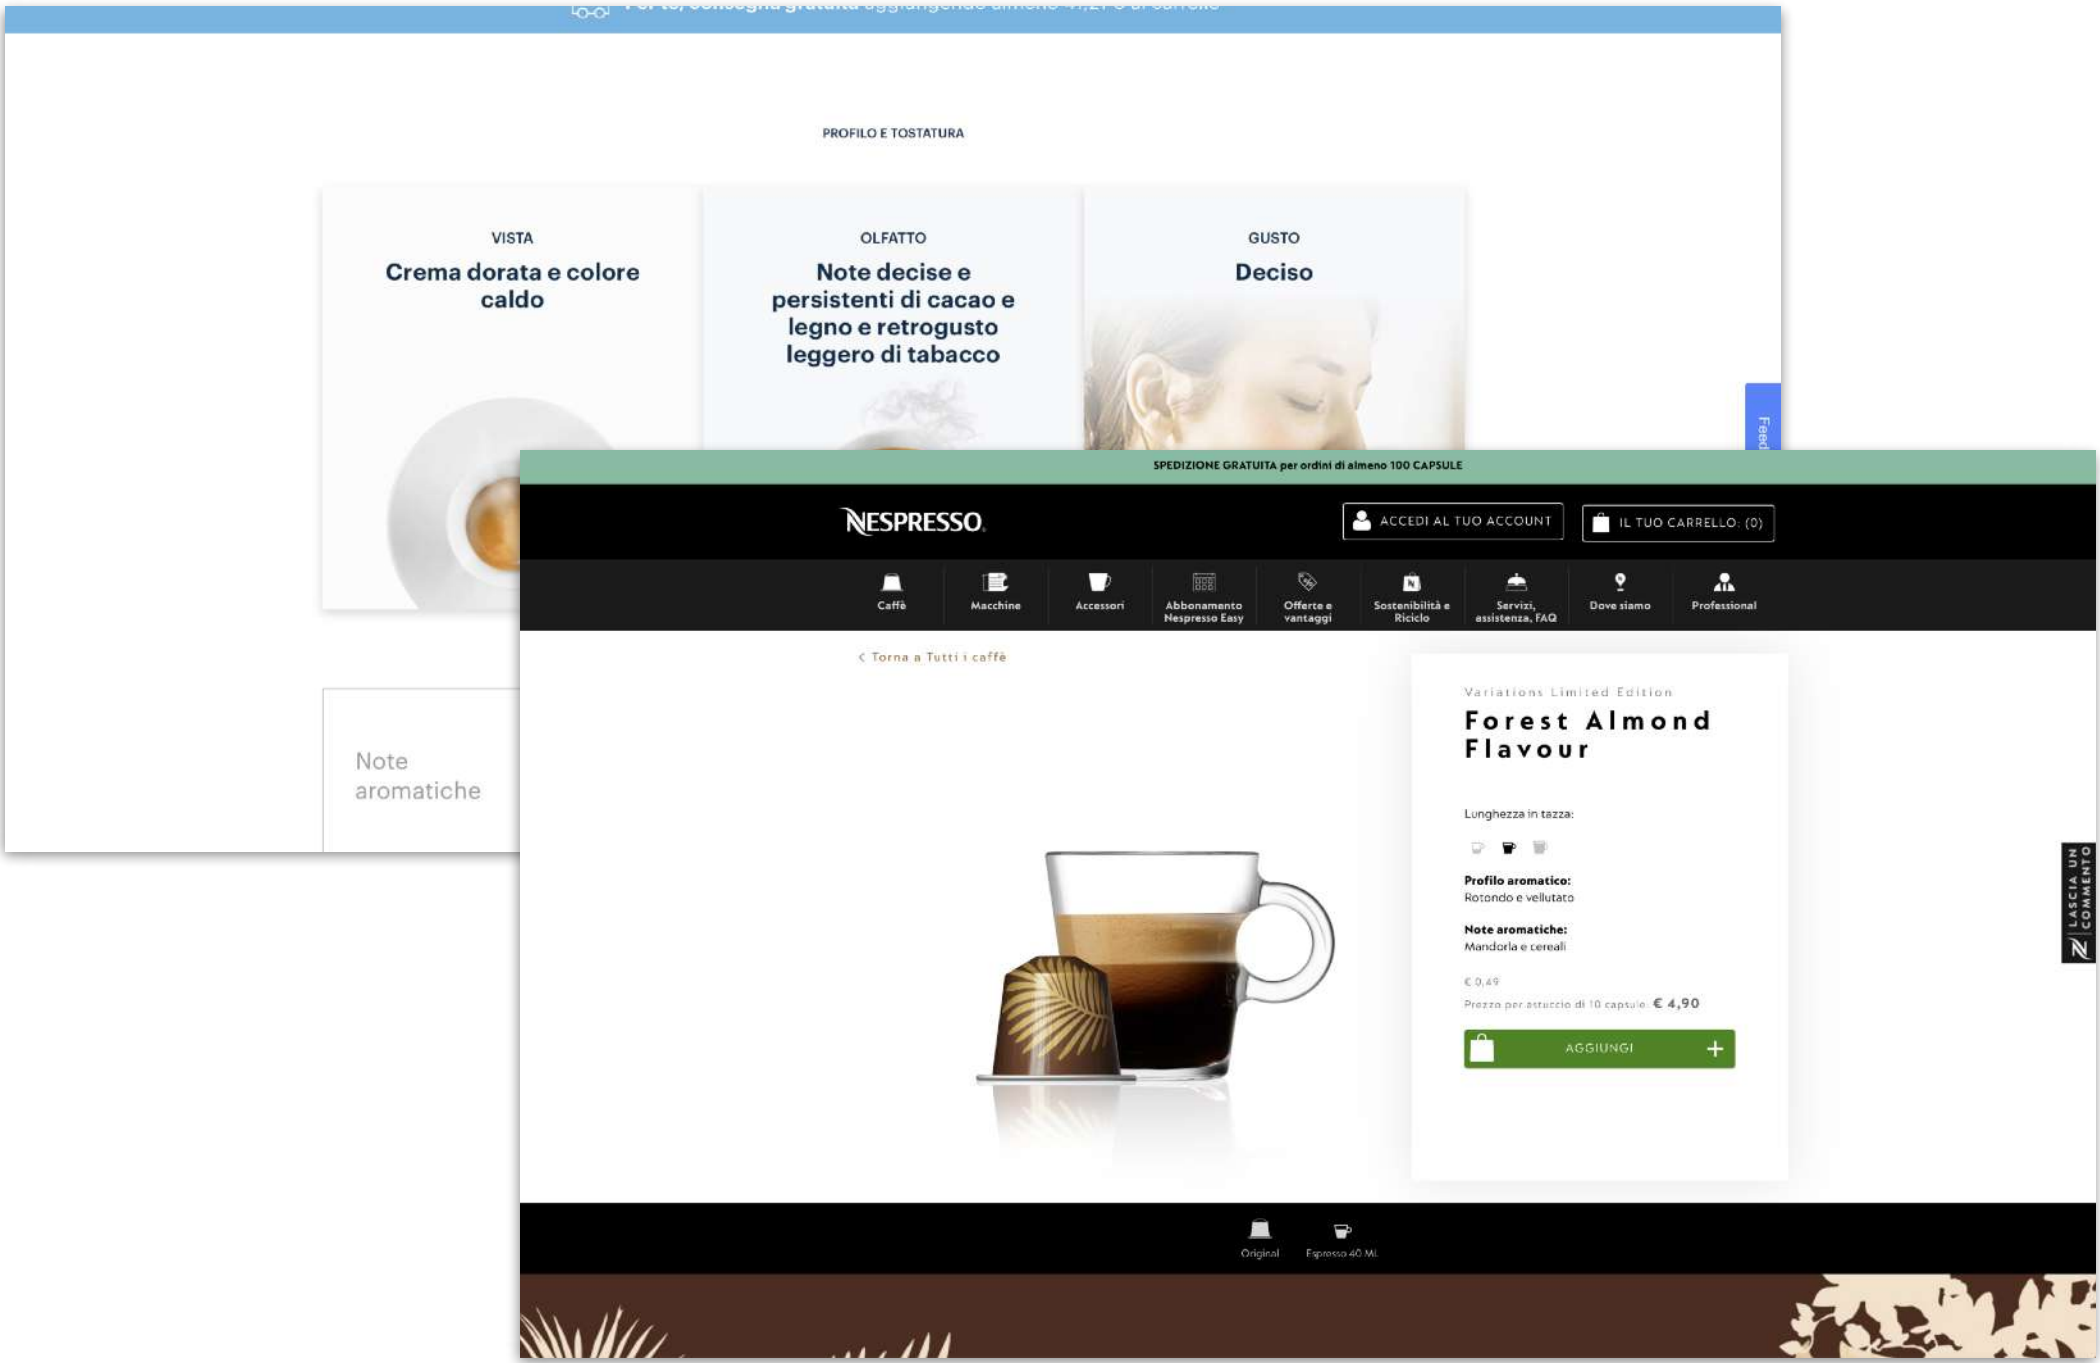 consegna gratuita aggiungendo almeno
PROFILO E TOSTATURA
VISTA
Crema dorata e colore
caldo
OLFATTO
Note decise e
persistenti di cacao e
legno e retrogusto
leggero di tabacco
GUSTO
Deciso
Note
aromatiche
SPEDIZIONE GRATUITA per ordini di almeno 100 CAPSULE
NESPRESSO.
ACCEDI AL TUO ACCOUNT
IL TUO CARRELLO: (0)
Caffè
Macchine
Accessori
Abbonamento
Nespresso Easy
Offerte e
vantaggi
Sostenibilità e
Riciclo
Servizi,
assistenza, FAQ
Dove siamo
Professional
< Torna a Tutti i caffè
Variations Limited Edition
Forest Almond
Flavour
Lunghezza in tazza:
Profilo aromatico:
Rotondo e vellutato
Note aromatiche:
Mandorla e cereali
€ 0,49
Prezzo per astuccio di 10 capsule: € 4,90
AGGIUNGI +
LASCIA UN
COMMENTO
Original
Espresso 40 ML